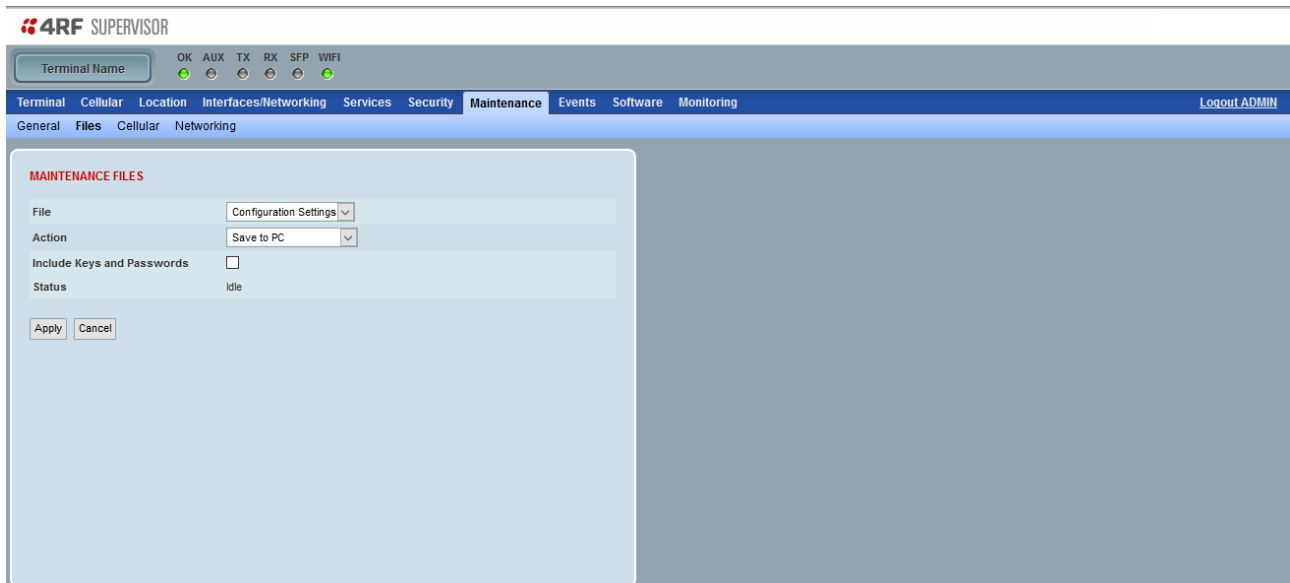 4RF SUPERVISOR
OK AUX TX RX SFP WIFI
Terminal Name
Terminal Cellular Location Interfaces/Networking Services Security Maintenance Events Software Monitoring Logout ADMIN
General Files Cellular Networking
MAINTENANCE FILES
File Configuration Settings
Action Save to PC
Include Keys and Passwords
Status Idle
Apply Cancel